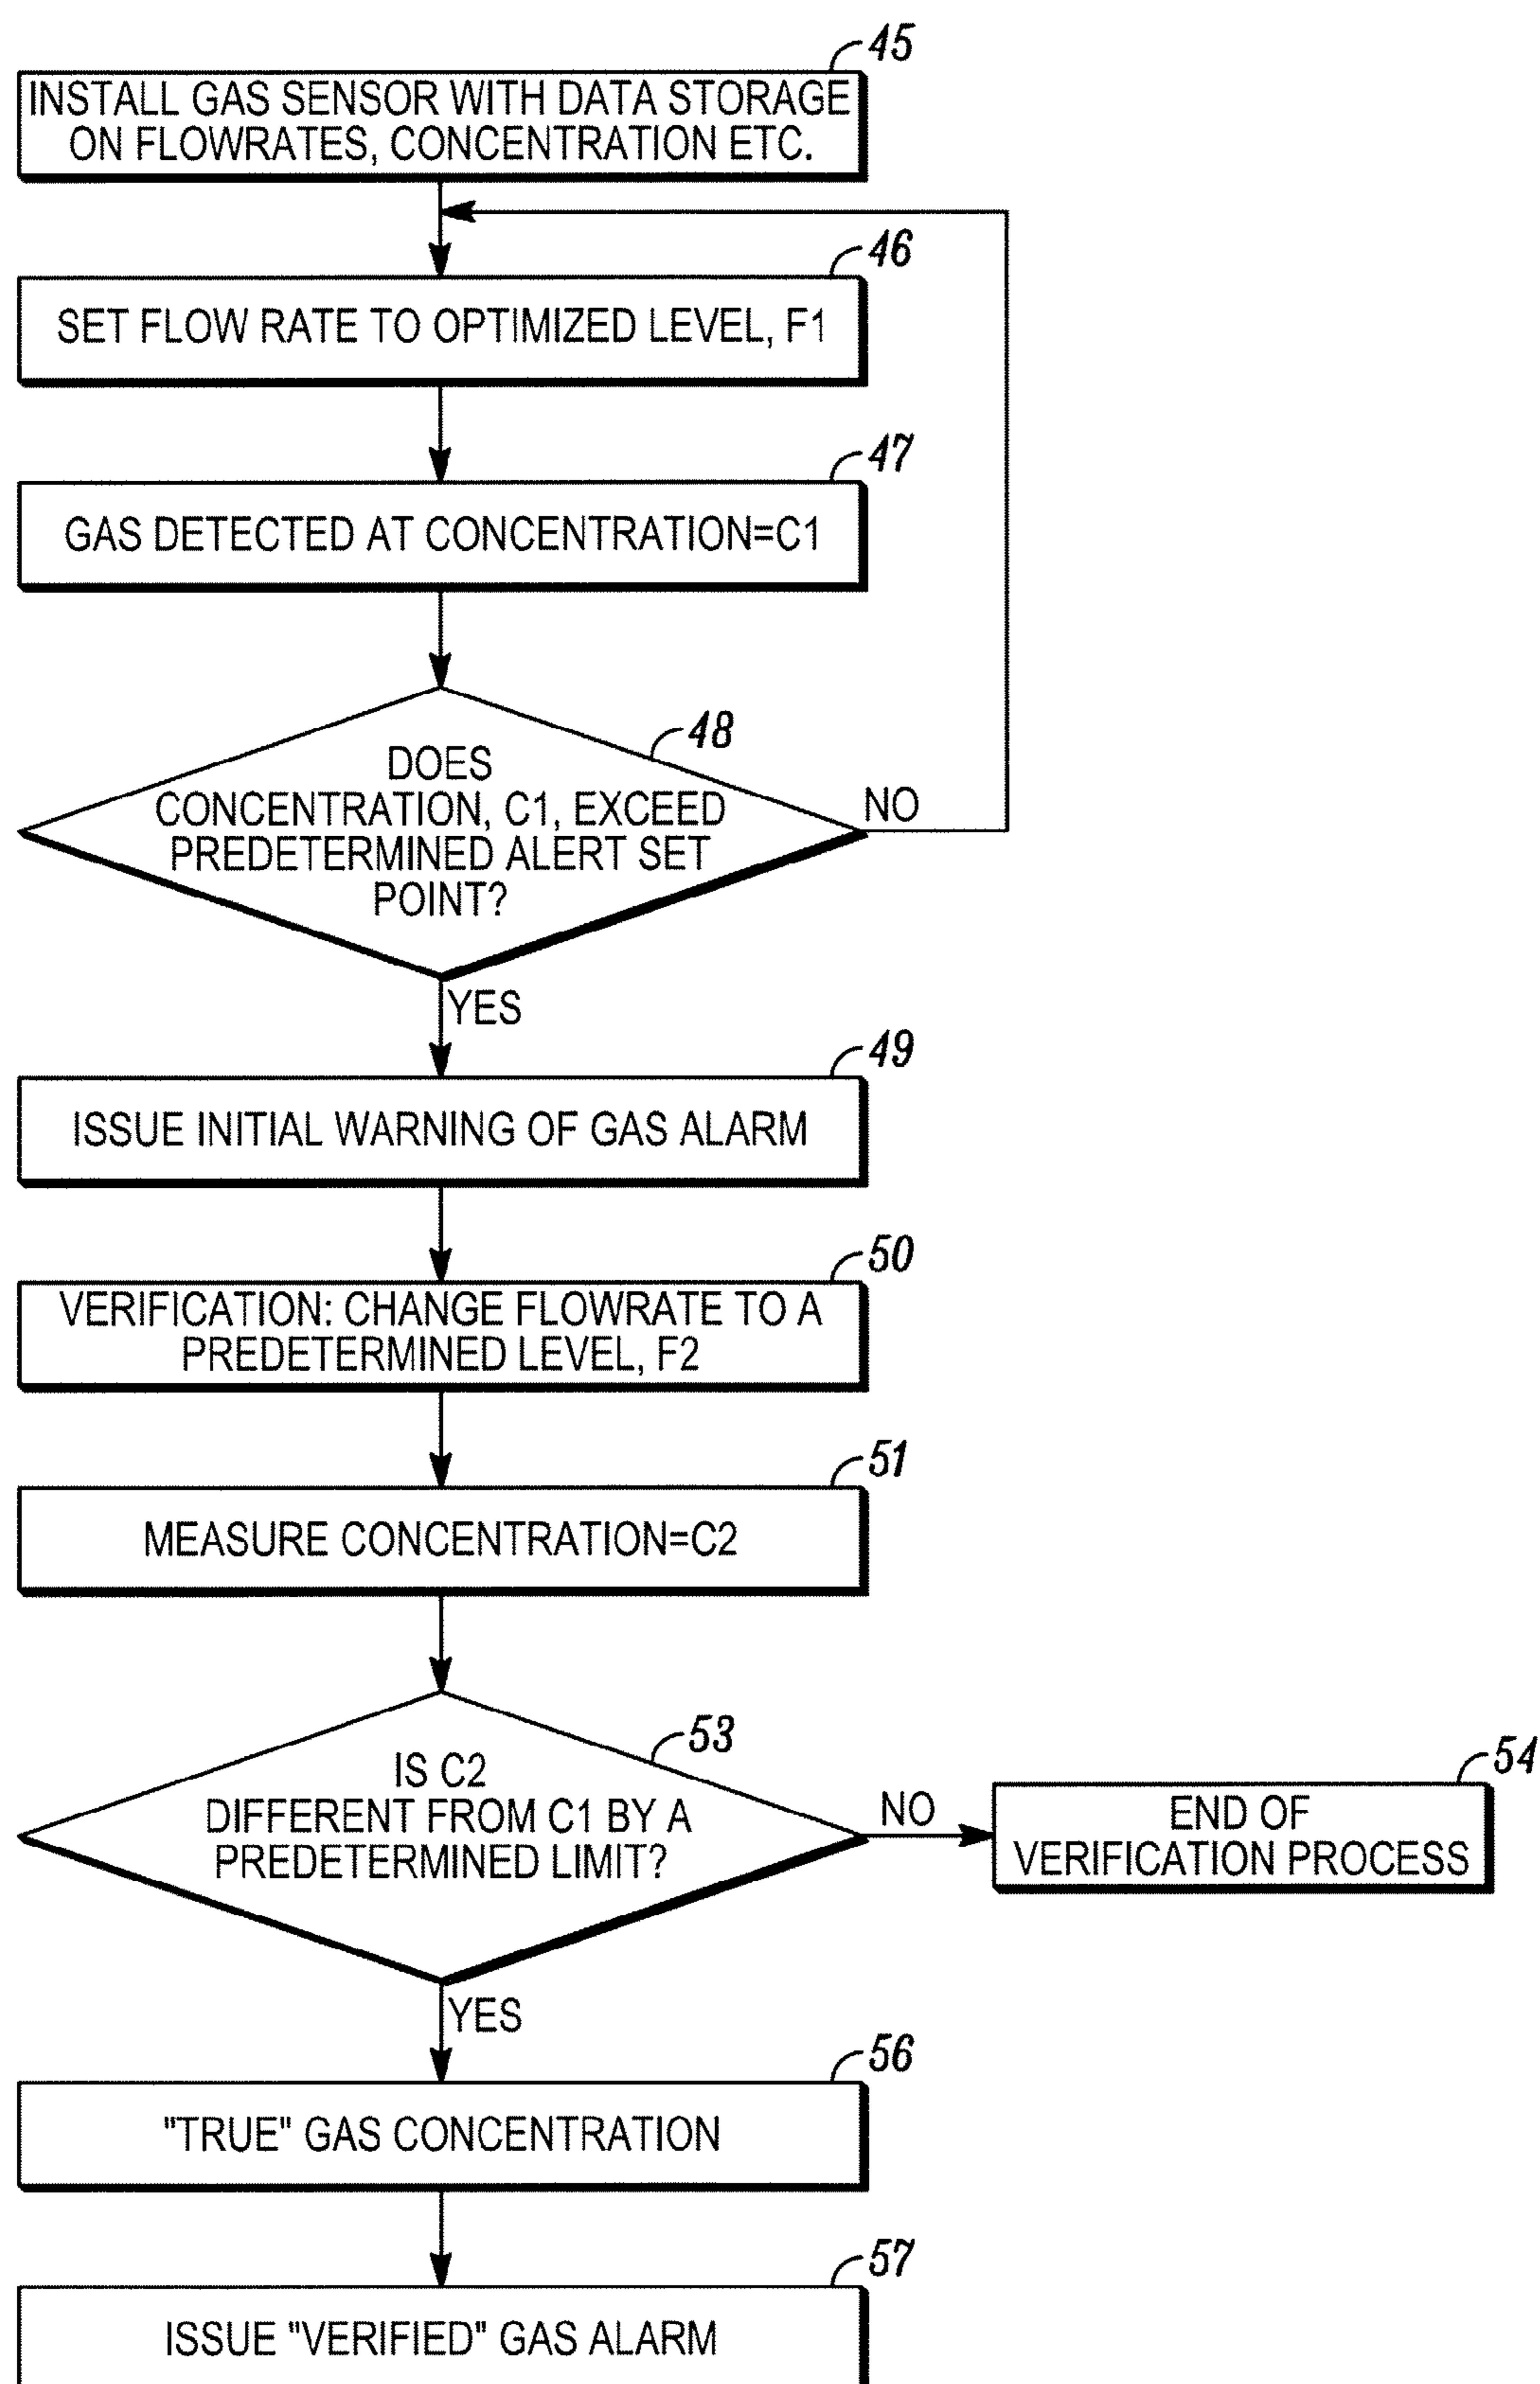 45
INSTALL GAS SENSOR WITH DATA STORAGE
ON FLOWRATES, CONCENTRATION ETC.
46
SET FLOW RATE TO OPTIMIZED LEVEL, F1
47
GAS DETECTED AT CONCENTRATION=C1
48
DOES
CONCENTRATION, C1, EXCEED
PREDETERMINED ALERT SET
POINT?
NO
YES
49
ISSUE INITIAL WARNING OF GAS ALARM
50
VERIFICATION: CHANGE FLOWRATE TO A
PREDETERMINED LEVEL, F2
51
MEASURE CONCENTRATION=C2
53
IS C2
DIFFERENT FROM C1 BY A
PREDETERMINED LIMIT?
NO
54
END OF
VERIFICATION PROCESS
YES
56
"TRUE" GAS CONCENTRATION
57
ISSUE "VERIFIED" GAS ALARM